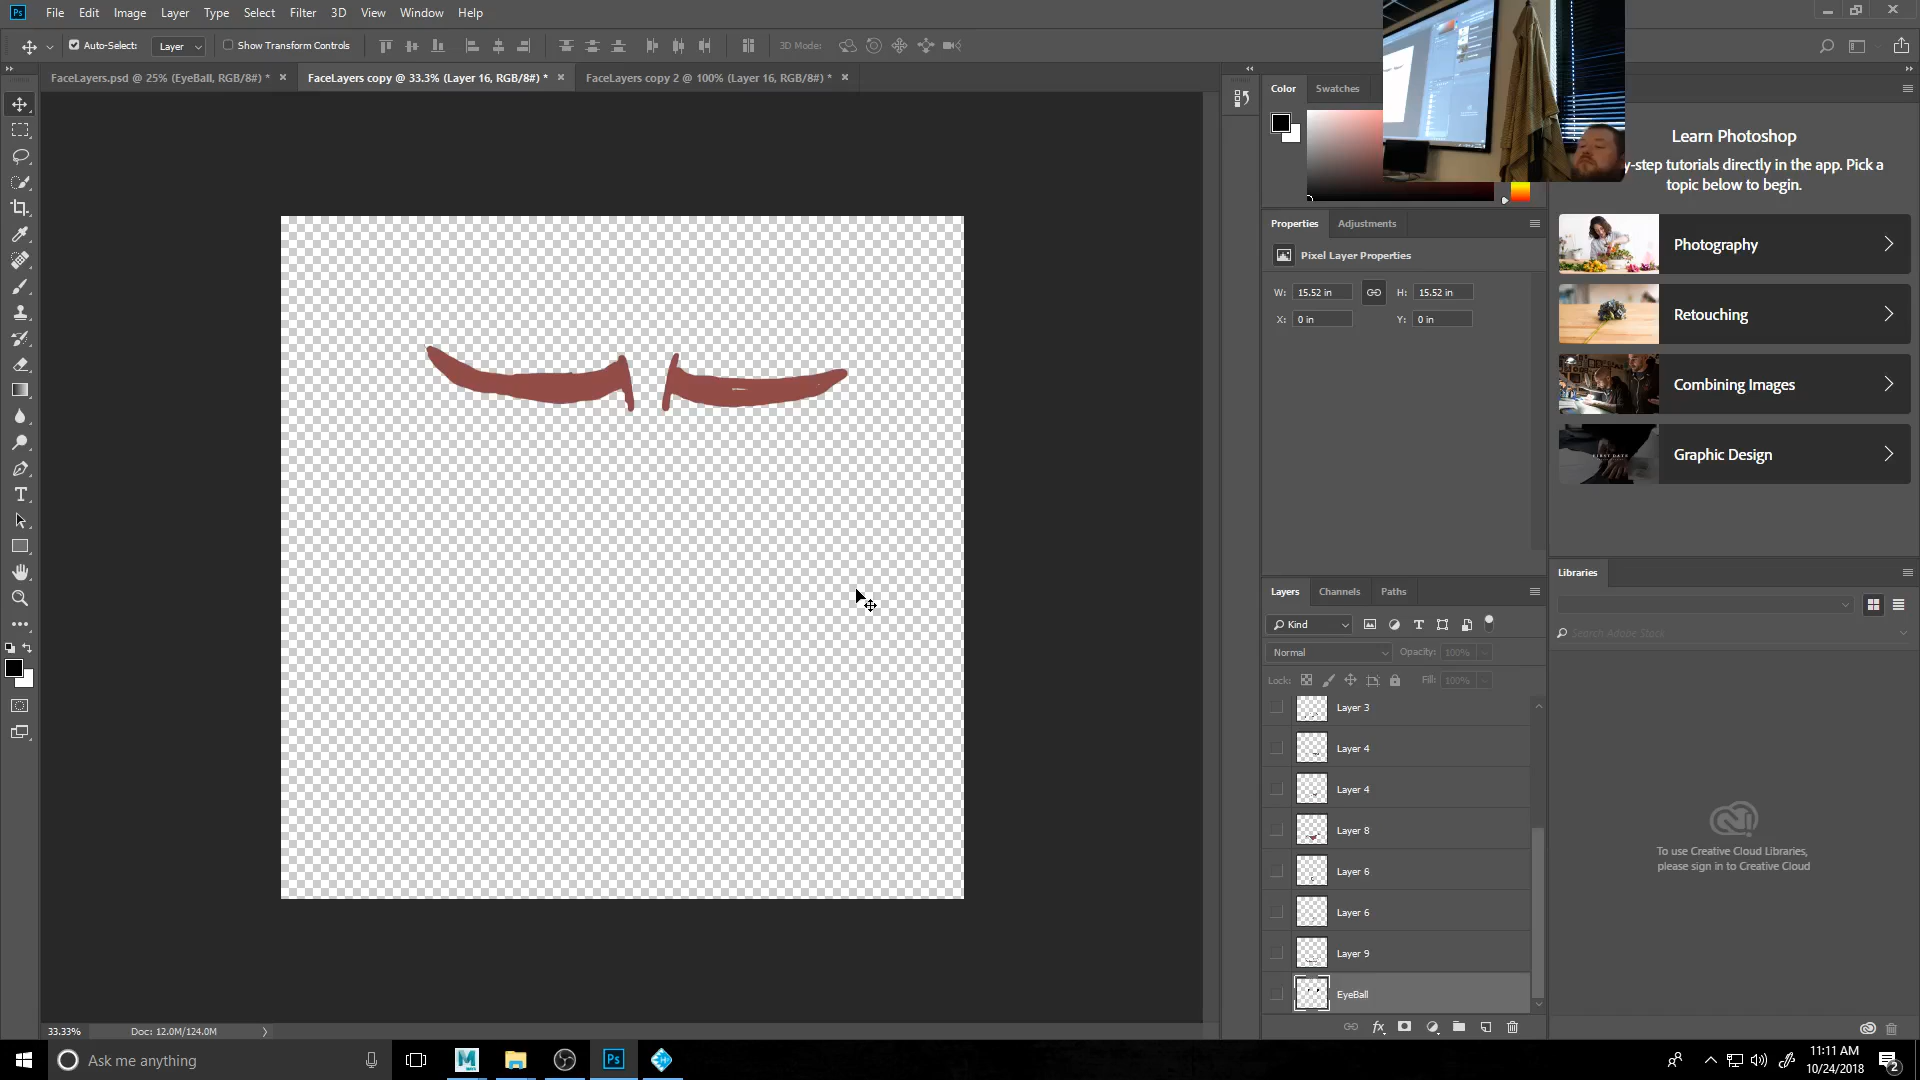 Ps File Edit Image Layer Type Select Filter 3D View Window Help
Auto-Select: Layer Show Transform Controls 3D Mode:
FaceLayers.psd @ 25% (EyeBall, RGB/8#) * FaceLayers copy @ 33.3% (Layer 16, RGB/8#) * FaceLayers copy 2 @ 100% (Layer 16, RGB/8#) *
Color Swatches
Learn Photoshop
y-step tutorials directly in the app. Pick a
topic below to begin.
Photography
Retouching
Combining Images
Graphic Design
Properties Adjustments
Pixel Layer Properties
W: 15.52 in H: 15.52 in
X: 0 in Y: 0 in
Layers Channels Paths
Kind
Normal Opacity: 100%
Lock: Fill: 100%
Layer 3
Layer 4
Layer 4
Layer 8
Layer 6
Layer 6
Layer 9
EyeBall
Libraries
Search Adobe Stock
To use Creative Cloud Libraries,
please sign in to Creative Cloud
33.33% Doc: 12.0M/124.0M
Ask me anything
Ps
11:11 AM
10/24/2018
2